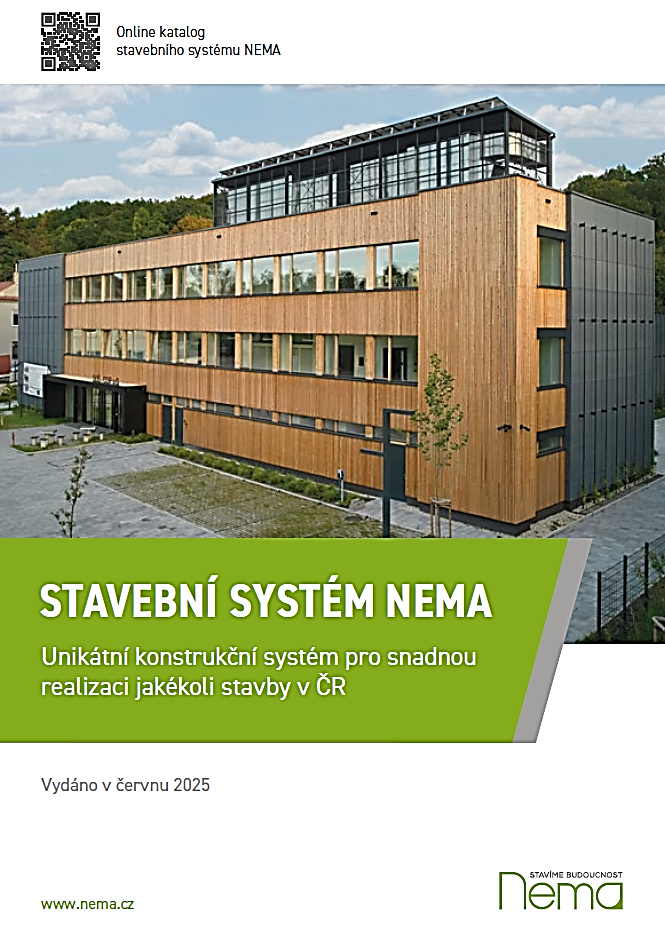 Online katalog
stavebního systému NEMA
STAVEBNÍ SYSTÉM NEMA
Unikátní konstrukční systém pro snadnou
realizaci jakékoli stavby v ČR
Vydáno v červnu 2025
STAVÍME BUDOUCNOST
nema
www.nema.cz